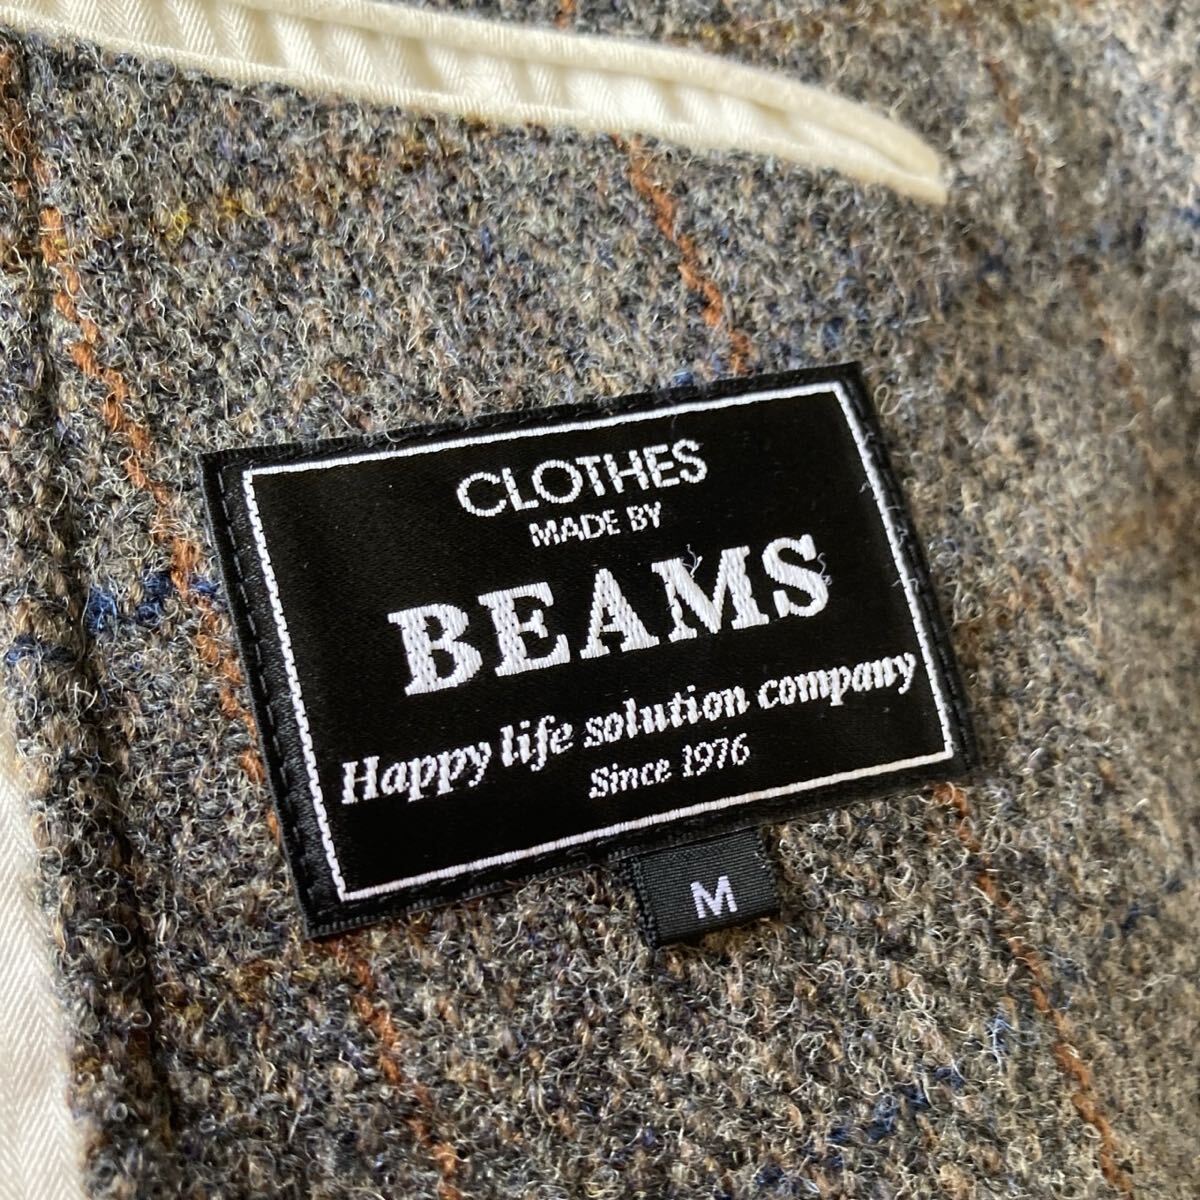 CLOTHES
MADE BY
BEAMS
Happy life solution company
Since 1976
M